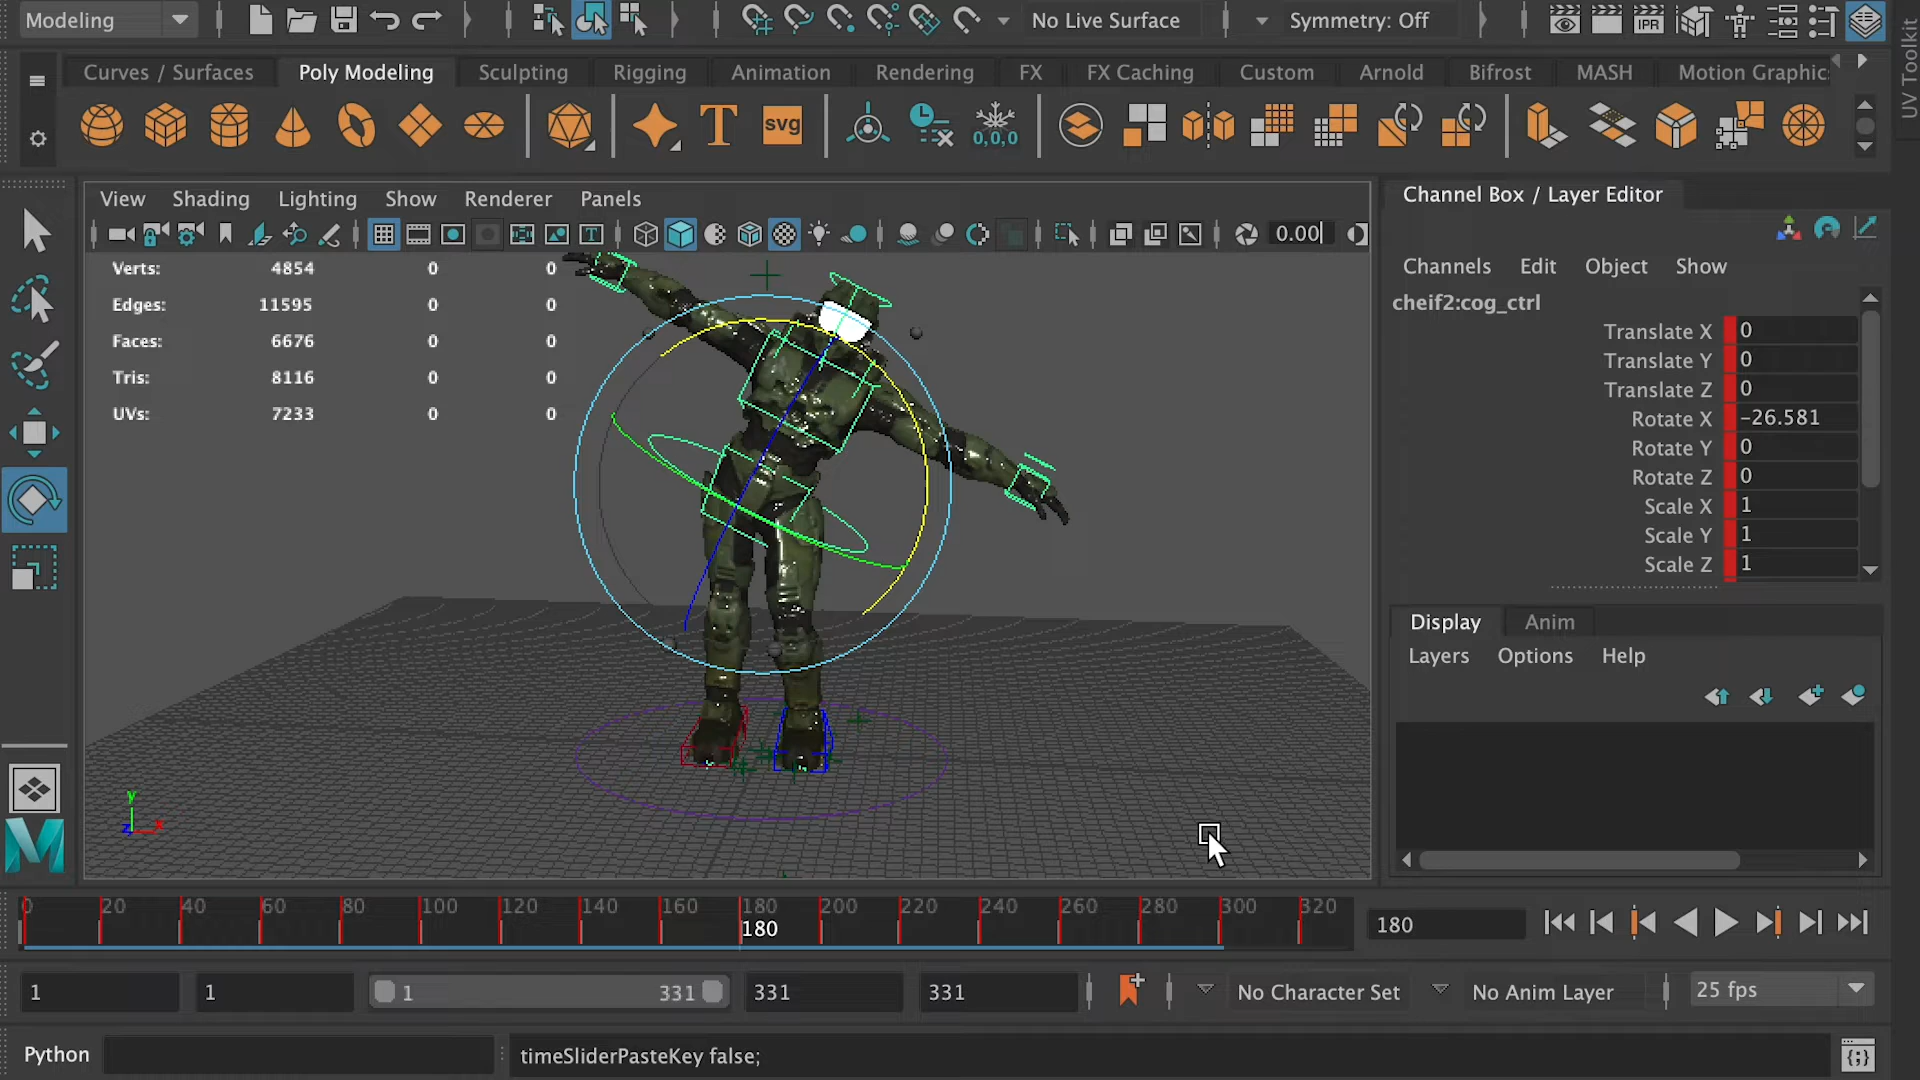 Modeling
No Live Surface
Symmetry: Off
IPR
UV Toolkit
Curves / Surfaces
Poly Modeling
Sculpting
Rigging
Animation
Rendering
FX
FX Caching
Custom
Arnold
Bifrost
MASH
Motion Graphic
T
svg
0,0,0
View
Shading
Lighting
Show
Renderer
Panels
0.00
Verts: 4854 0 0
Edges: 11595 0 0
Faces: 6676 0 0
Tris: 8116 0 0
UVs: 7233 0 0
y
z
x
Channel Box / Layer Editor
Channels
Edit
Object
Show
cheif2:cog_ctrl
Translate X 0
Translate Y 0
Translate Z 0
Rotate X -26.581
Rotate Y 0
Rotate Z 0
Scale X 1
Scale Y 1
Scale Z 1
Display
Anim
Layers
Options
Help
0 20 40 60 80 100 120 140 160 180 200 220 240 260 280 300 320
180
180
1
1
1
331
331
331
No Character Set
No Anim Layer
25 fps
Python
timeSliderPasteKey false;